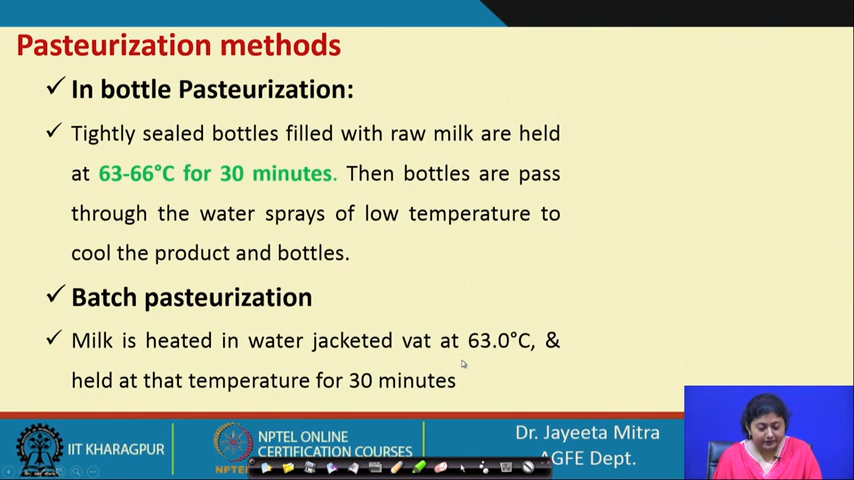 Pasteurization methods
✓ In bottle Pasteurization:
✓ Tightly sealed bottles filled with raw milk are held
at 63-66°C for 30 minutes. Then bottles are pass
through the water sprays of low temperature to
cool the product and bottles.
✓ Batch pasteurization
✓ Milk is heated in water jacketed vat at 63.0°C, &
held at that temperature for 30 minutes
IIT KHARAGPUR
NPTEL
NPTEL ONLINE
CERTIFICATION COURSES
Dr. Jayeeta Mitra
AGFE Dept.